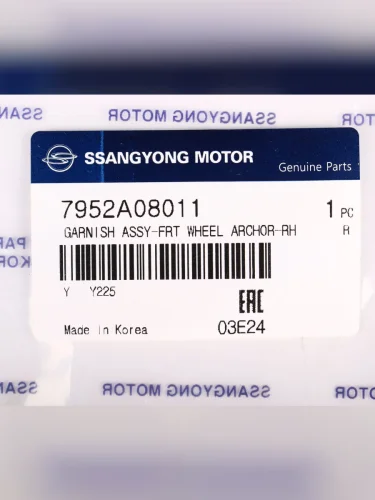 SSANGYONG MOTOR
SSANGYONG MOTOR
SSANGYONG MOTOR
Genuine Parts
7952A08011 1 PC
GARNISH ASSY-FRT WHEEL ARCHOR-RH R
Y Y225
EAC
Made in Korea 03E24
SSANGYONG MOTOR